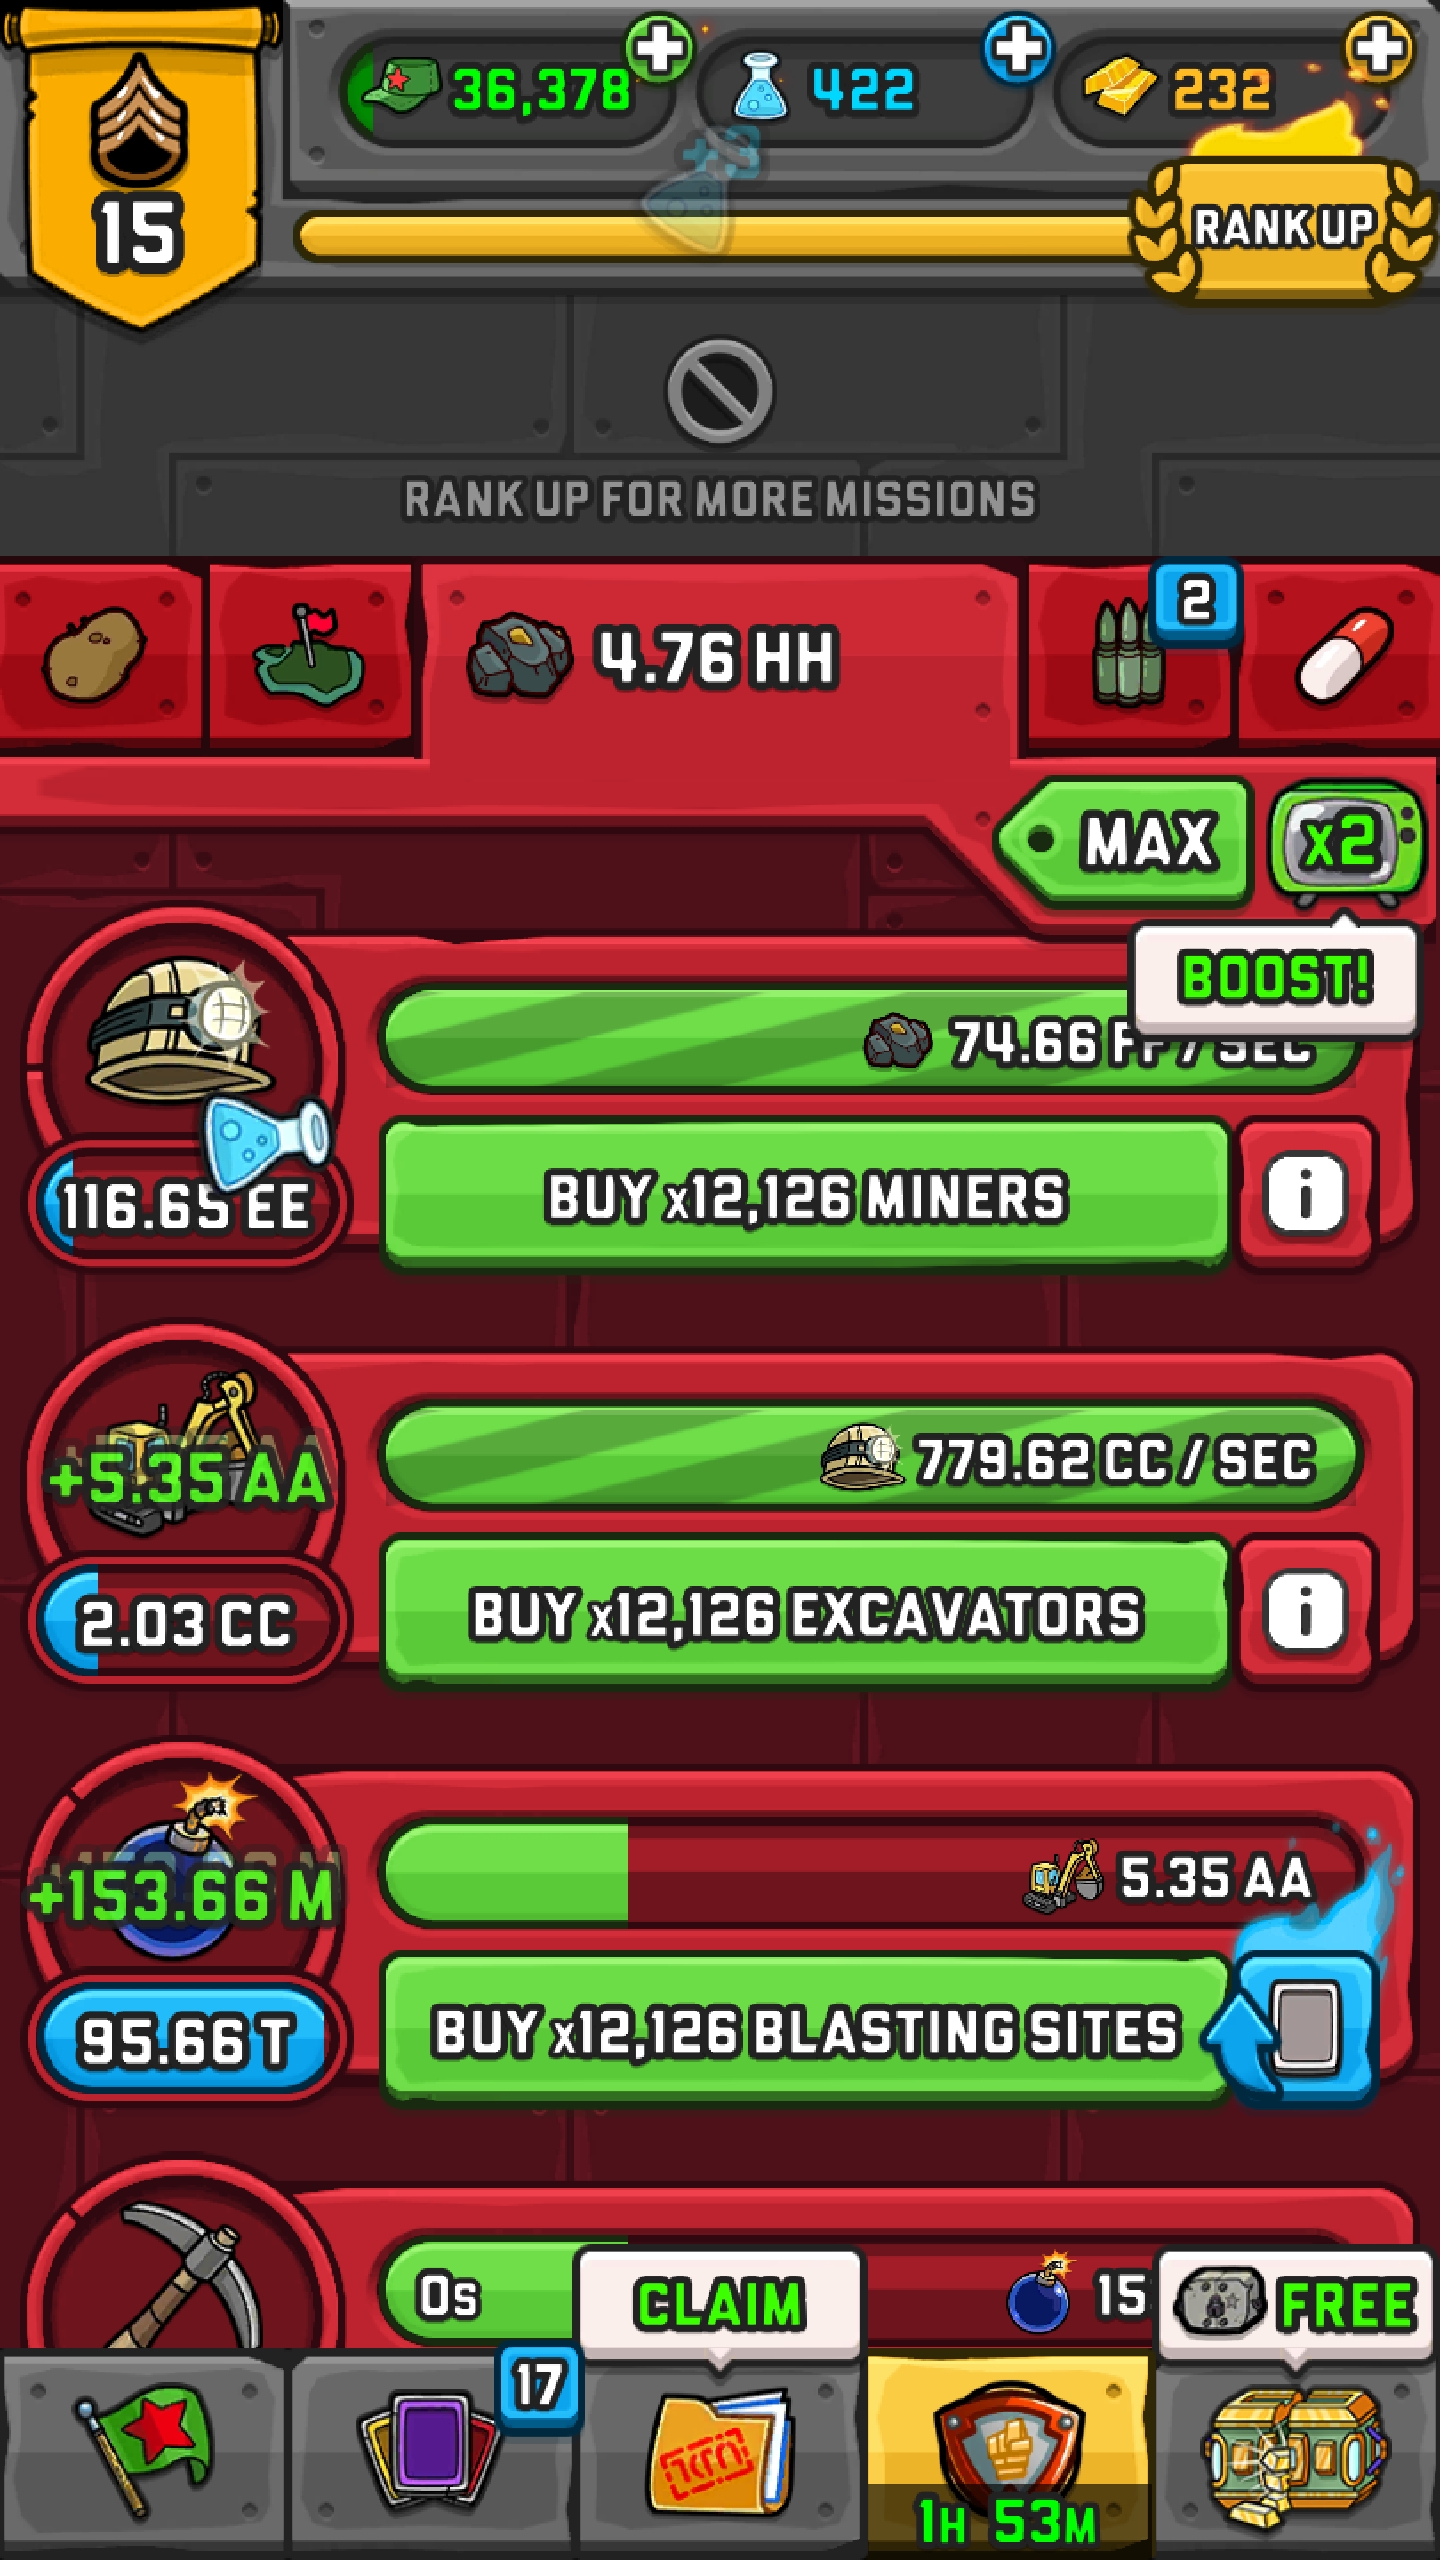 36,378
422
232
+3
15
RANK UP
RANK UP FOR MORE MISSIONS
4.76 HH
2
MAX
x2
BOOST!
74.66 FF / SEC
116.65 EE
BUY x12,126 MINERS
i
+5.35 AA
779.62 CC / SEC
2.03 CC
BUY x12,126 EXCAVATORS
i
+153.66 M
5.35 AA
95.66 T
BUY x12,126 BLASTING SITES
0s
15
CLAIM
FREE
17
1H 53M